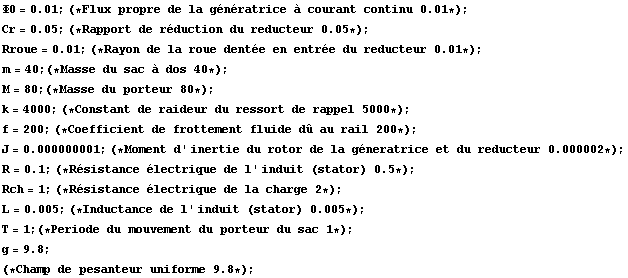 Φ0 = 0.01; (*Flux propre de la génératrice à courant continu 0.01*);
Cr = 0.05; (*Rapport de réduction du reducteur 0.05*);
Rroue = 0.01; (*Rayon de la roue dentée en entrée du reducteur 0.01*);
m = 40; (*Masse du sac à dos 40*);
M = 80; (*Masse du porteur 80*);
k = 4000; (*Constant de raideur du ressort de rappel 5000*);
f = 200; (*Coefficient de frottement fluide dû au rail 200*);
J = 0.000000001; (*Moment d'inertie du rotor de la géneratrice et du reducteur 0.000002*);
R = 0.1; (*Résistance électrique de l'induit (stator) 0.5*);
Rch = 1; (*Résistance électrique de la charge 2*);
L = 0.005; (*Inductance de l'induit (stator) 0.005*);
T = 1; (*Periode du mouvement du porteur du sac 1*);
g = 9.8;
(*Champ de pesanteur uniforme 9.8*);